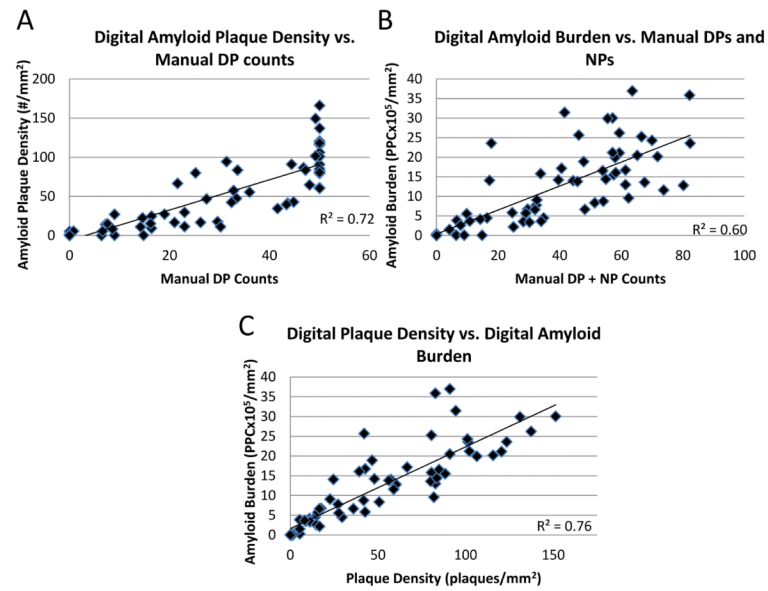 A
Digital Amyloid Plaque Density vs.
Manual DP counts
Amyloid Plaque Density (#/mm²)
200
150
100
50
0
0 20 40 60
R² = 0.72
Manual DP Counts
B
Digital Amyloid Burden vs. Manual DPs and
NPs
Amyloid Burden (PPCx10⁵/mm²)
40
35
30
25
20
15
10
5
0
0 20 40 60 80 100
R² = 0.60
Manual DP + NP Counts
C
Digital Plaque Density vs. Digital Amyloid
Burden
Amyloid Burden (PPCx10⁵/mm²)
40
35
30
25
20
15
10
5
0
0 50 100 150
R² = 0.76
Plaque Density (plaques/mm²)